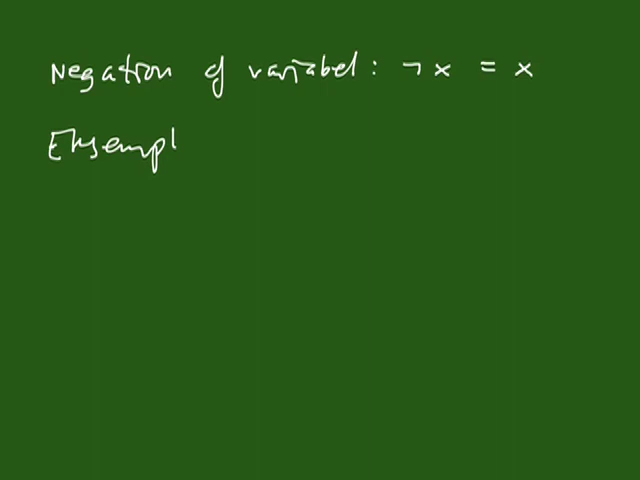 Negation of variabel: ¬ x = x
Eksempl